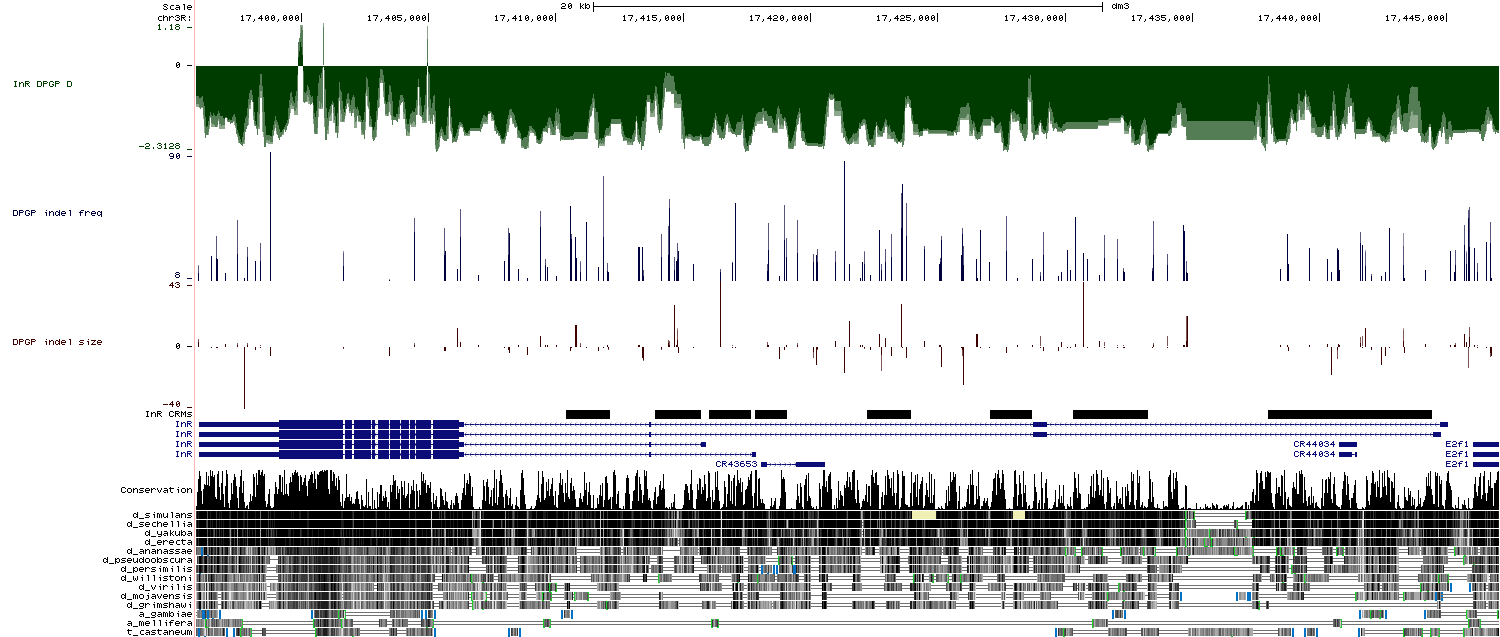 Scale 20 kb dm3
chr3R: 17,400,000 17,405,000 17,410,000 17,415,000 17,420,000 17,425,000 17,430,000 17,435,000 17,440,000 17,445,000
1.18
0
InR DPGP D
-2.3128
90
DPGP indel freq
8
43
DPGP indel size
0
-40
InR CRMs
InR
InR
InR CR44034 E2f1
InR CR44034 E2f1
CR43653 E2f1
Conservation
d_simulans
d_sechellia
d_yakuba
d_erecta
d_ananassae
d_pseudoobscura
d_persimilis
d_willistoni
d_virilis
d_mojavensis
d_grimshawi
a_gambiae
a_mellifera
t_castaneum